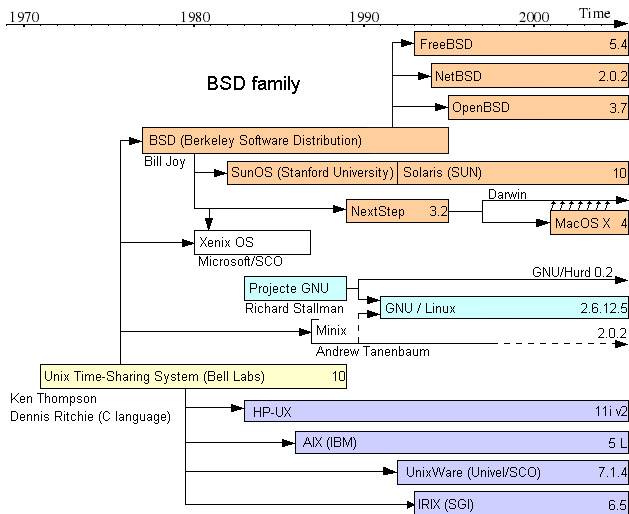 1970 1980 1990 2000 Time
FreeBSD 5.4
BSD family
NetBSD 2.0.2
OpenBSD 3.7
BSD (Berkeley Software Distribution)
Bill Joy
SunOS (Stanford University) Solaris (SUN) 10
Darwin
NextStep 3.2
MacOS X 4
Xenix OS
Microsoft/SCO
GNU/Hurd 0.2
Projecte GNU
Richard Stallman
GNU / Linux 2.6.12.5
Minix 2.0.2
Andrew Tanenbaum
Unix Time-Sharing System (Bell Labs) 10
Ken Thompson
Dennis Ritchie (C language)
HP-UX 11i v2
AIX (IBM) 5 L
UnixWare (Univel/SCO) 7.1.4
IRIX (SGI) 6.5